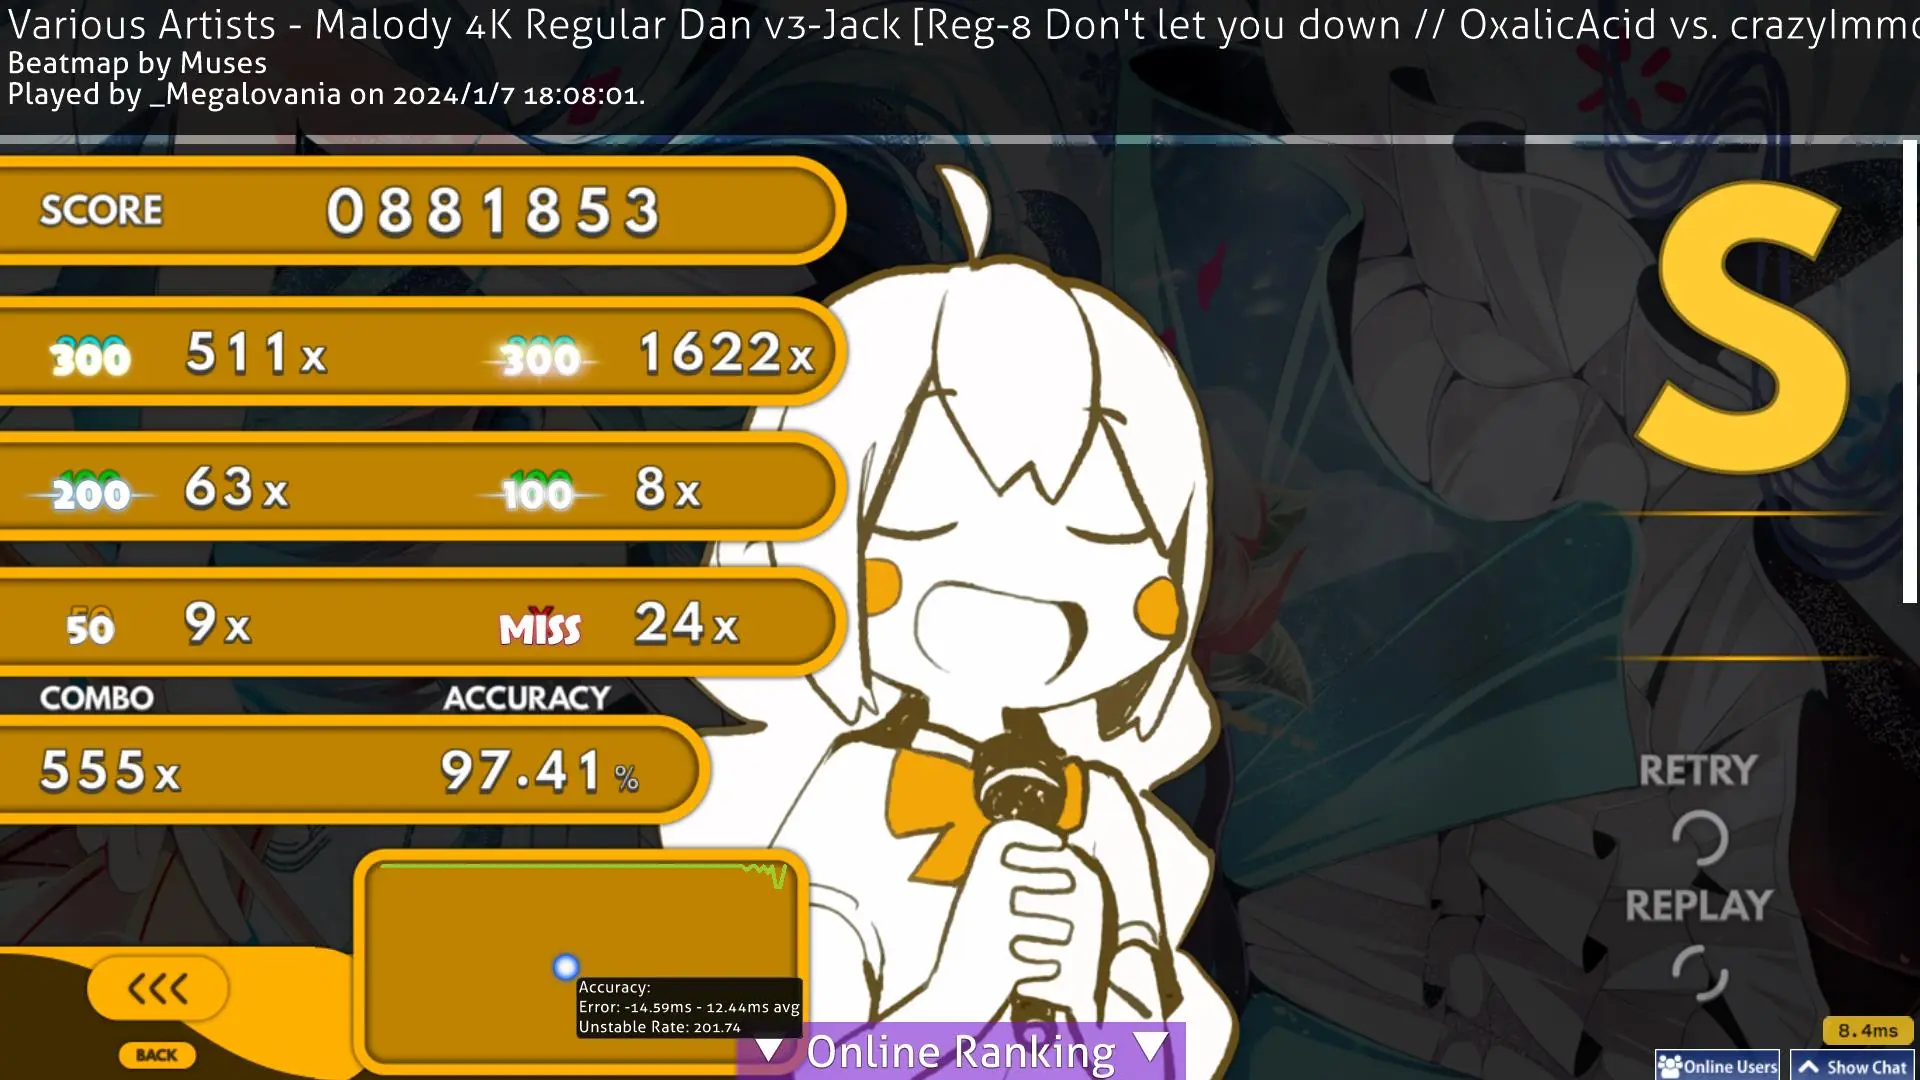 Various Artists - Malody 4K Regular Dan v3-Jack [Reg-8 Don't let you down // OxalicAcid vs. crazyImmo
Beatmap by Muses
Played by _Megalovania on 2024/1/7 18:08:01.
SCORE 0881853
300 511x 300 1622x
200 63x 100 8x
50 9x MISS 24x
COMBO ACCURACY
555x 97.41%
S
RETRY
REPLAY
Accuracy:
Error: -14.59ms - 12.44ms avg
Unstable Rate: 201.74
<<<
BACK
▼ Online Ranking ▼
8.4ms
Online Users Show Chat